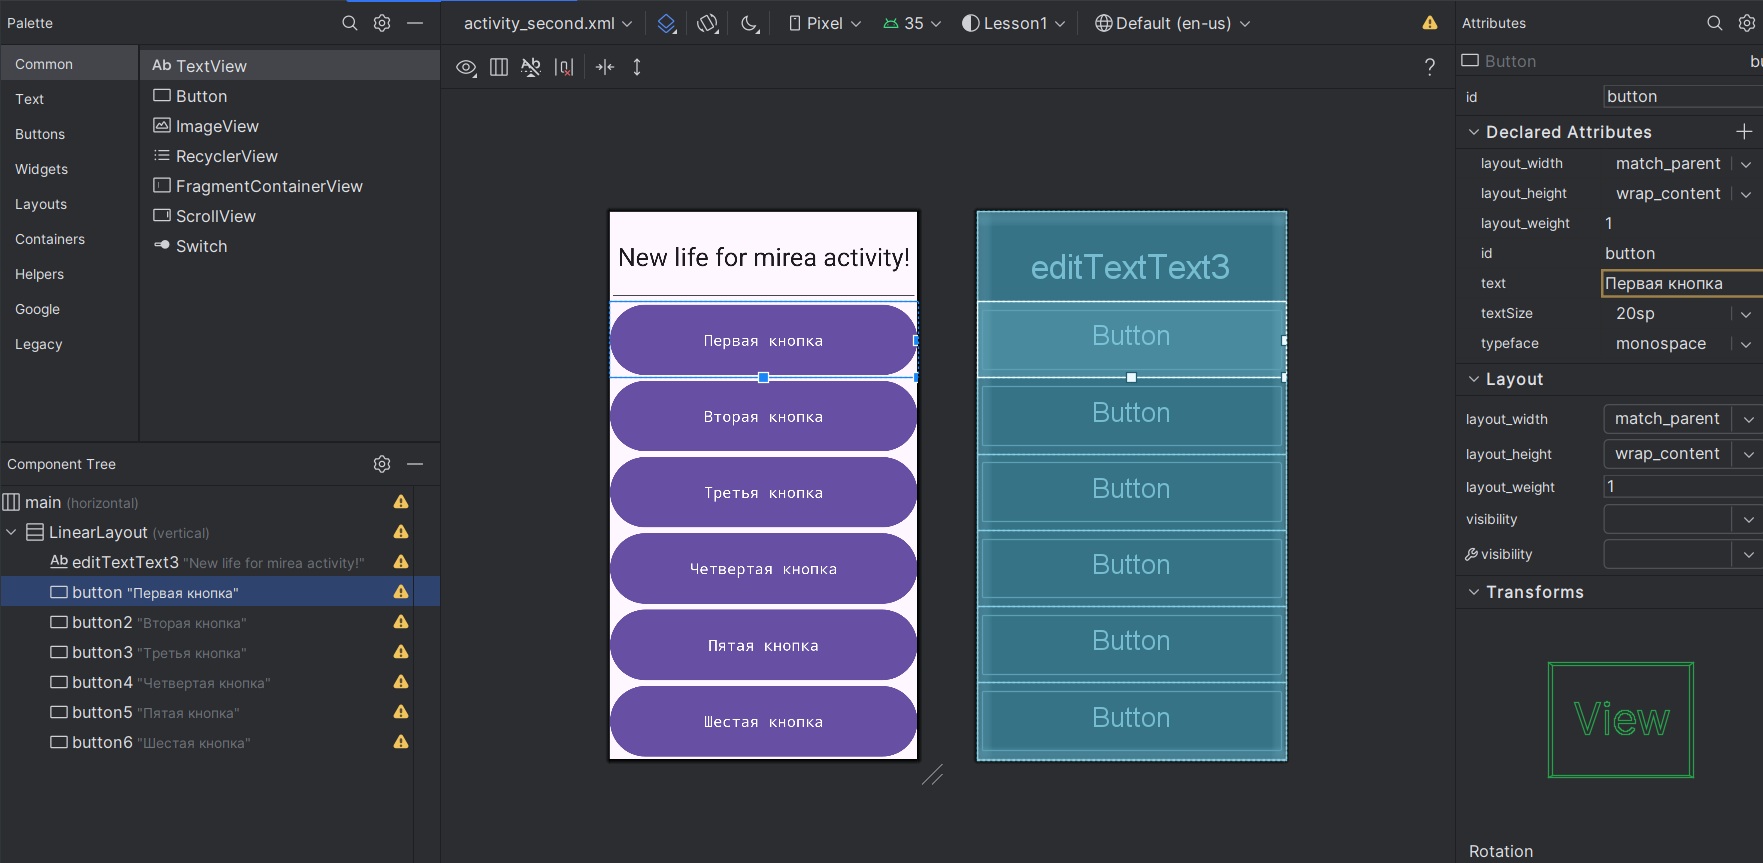 Palette
activity_second.xml
Pixel
35
Lesson1
Default (en-us)
Attributes
Common
Text
Buttons
Widgets
Layouts
Containers
Helpers
Google
Legacy
Ab TextView
Button
ImageView
RecyclerView
FragmentContainerView
ScrollView
Switch
?
Component Tree
main (horizontal)
LinearLayout (vertical)
Ab editTextText3 "New life for mirea activity!"
button "Первая кнопка"
button2 "Вторая кнопка"
button3 "Третья кнопка"
button4 "Четвертая кнопка"
button5 "Пятая кнопка"
button6 "Шестая кнопка"
New life for mirea activity!
Первая кнопка
Вторая кнопка
Третья кнопка
Четвертая кнопка
Пятая кнопка
Шестая кнопка
editTextText3
Button
Button
Button
Button
Button
Button
Button bu
id button
Declared Attributes
layout_width match_parent
layout_height wrap_content
layout_weight 1
id button
text Первая кнопка
textSize 20sp
typeface monospace
Layout
layout_width match_parent
layout_height wrap_content
layout_weight 1
visibility
visibility
Transforms
View
Rotation